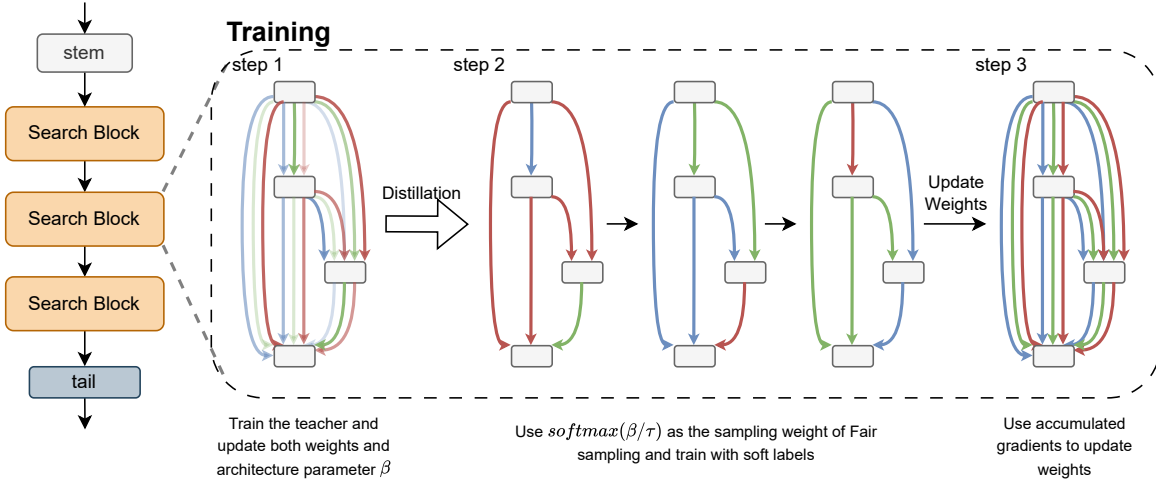 Training
stem
Search Block
Search Block
Search Block
tail
step 1
step 2
step 3
Distillation
Update
Weights
Train the teacher and
update both weights and
architecture parameter β
Use softmax(β/τ) as the sampling weight of Fair
sampling and train with soft labels
Use accumulated
gradients to update
weights